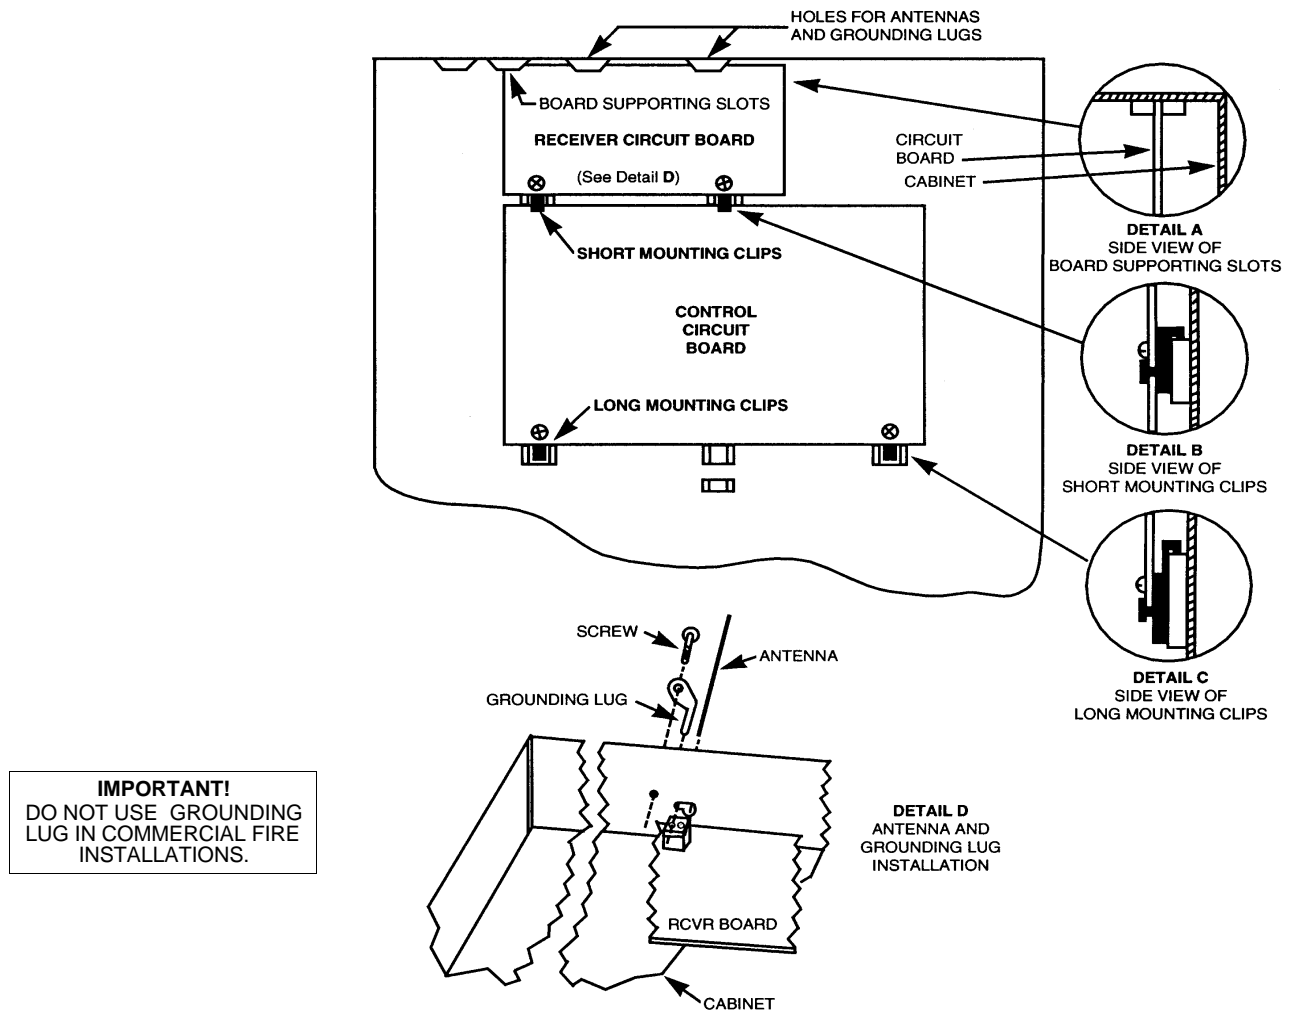 HOLES FOR ANTENNAS
AND GROUNDING LUGS
BOARD SUPPORTING SLOTS
RECEIVER CIRCUIT BOARD
(See Detail D)
CIRCUIT
BOARD
CABINET
DETAIL A
SIDE VIEW OF
BOARD SUPPORTING SLOTS
SHORT MOUNTING CLIPS
CONTROL
CIRCUIT
BOARD
LONG MOUNTING CLIPS
DETAIL B
SIDE VIEW OF
SHORT MOUNTING CLIPS
DETAIL C
SIDE VIEW OF
LONG MOUNTING CLIPS
SCREW
ANTENNA
GROUNDING LUG
IMPORTANT!
DO NOT USE GROUNDING
LUG IN COMMERCIAL FIRE
INSTALLATIONS.
DETAIL D
ANTENNA AND
GROUNDING LUG
INSTALLATION
RCVR BOARD
CABINET